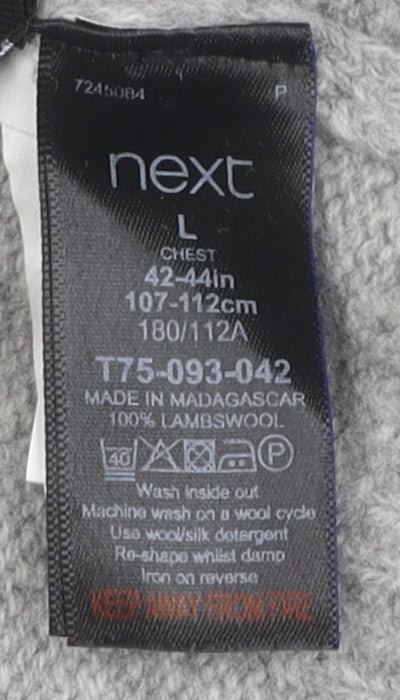 7245084 P
next
L
CHEST
42-44in
107-112cm
180/112A
T75-093-042
MADE IN MADAGASCAR
100% LAMBSWOOL
40 P
Wash inside out
Machine wash on a wool cycle
Use wool/silk detergent
Re-shape whilst damp
Iron on reverse
KEEP AWAY FROM FIRE